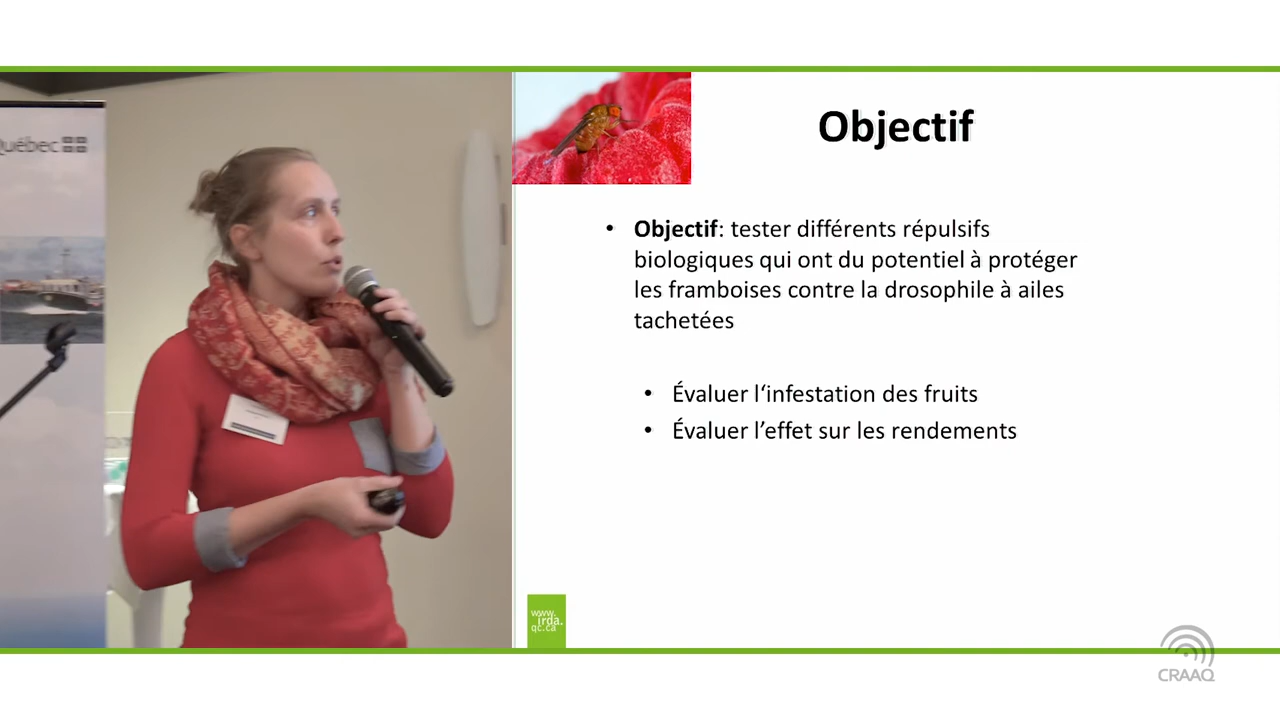 Québec
Objectif
• Objectif: tester différents répulsifs
biologiques qui ont du potentiel à protéger
les framboises contre la drosophile à ailes
tachetées
• Évaluer l‘infestation des fruits
• Évaluer l’effet sur les rendements
www.
irda.
qc.ca
CRAAQ